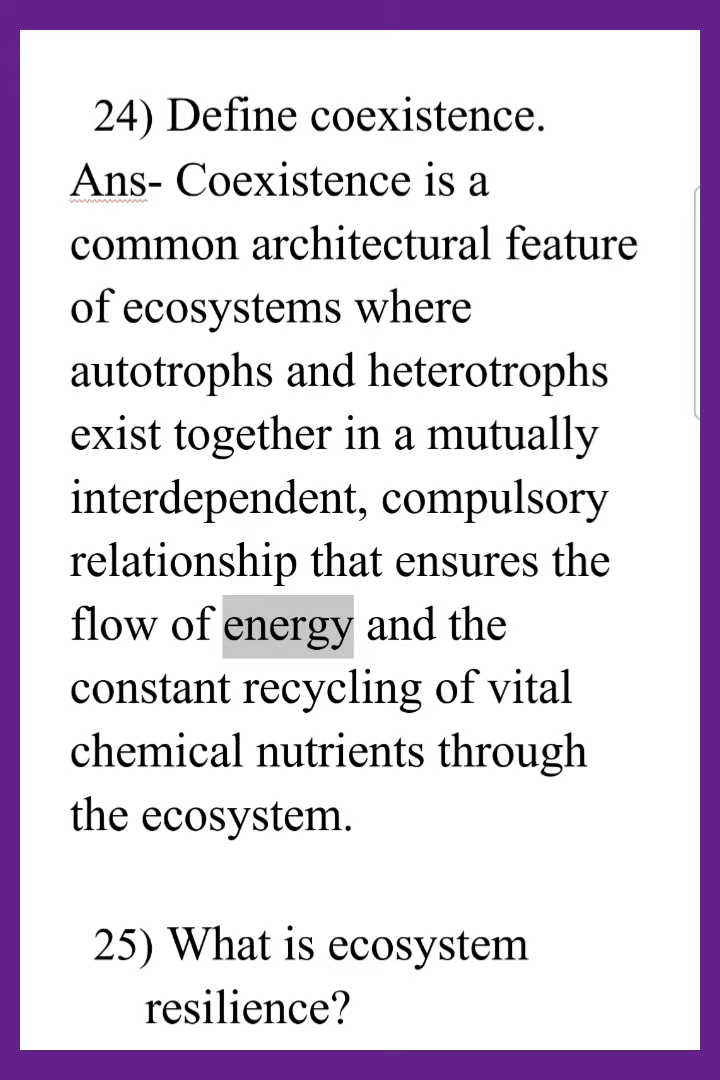 24) Define coexistence.
Ans- Coexistence is a
common architectural feature
of ecosystems where
autotrophs and heterotrophs
exist together in a mutually
interdependent, compulsory
relationship that ensures the
flow of energy and the
constant recycling of vital
chemical nutrients through
the ecosystem.
25) What is ecosystem
resilience?